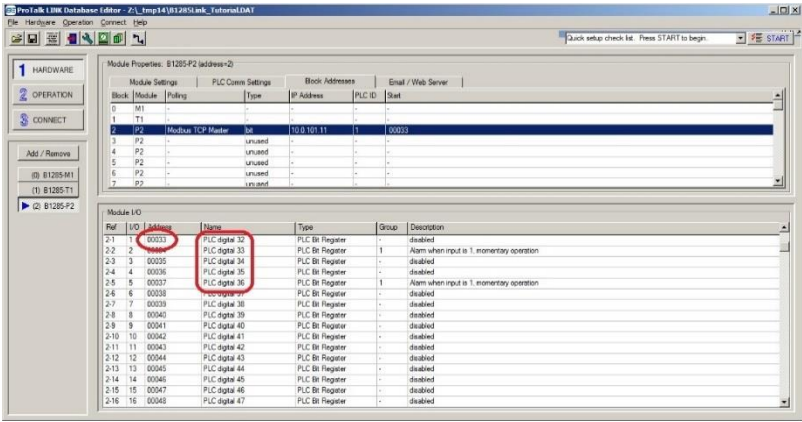 ProTalk LINK Database Editor - Z:\_tmp14\B1285Link_Tutorial.DAT
File Hardware Operation Connect Help
Quick setup check list. Press START to begin. START
1 HARDWARE
2 OPERATION
3 CONNECT
Add / Remove
(0) B1285-M1
(1) B1285-T1
(2) B1285-P2
Module Properties: B1285-P2 (address=2)
Module Settings PLC Comm Settings Block Addresses Email / Web Server
Block Module Polling Type IP Address PLC ID Start
0 M1 - - - - -
1 T1 - - - - -
2 P2 Modbus TCP Master bit 10.0.101.11 1 00033
3 P2 - unused - - -
4 P2 - unused - - -
5 P2 - unused - - -
6 P2 - unused - - -
7 P2 - unused - - -
Module I/O
Ref I/O Address Name Type Group Description
2-1 1 00033 PLC digital 32 PLC Bit Register - disabled
2-2 2 PLC digital 33 PLC Bit Register 1 Alarm when input is 1, momentary operation
2-3 3 00035 PLC digital 34 PLC Bit Register - disabled
2-4 4 00036 PLC digital 35 PLC Bit Register - disabled
2-5 5 00037 PLC digital 36 PLC Bit Register 1 Alarm when input is 1, momentary operation
2-6 6 00038 PLC digital 37 PLC Bit Register - disabled
2-7 7 00039 PLC digital 38 PLC Bit Register - disabled
2-8 8 00040 PLC digital 39 PLC Bit Register - disabled
2-9 9 00041 PLC digital 40 PLC Bit Register - disabled
2-10 10 00042 PLC digital 41 PLC Bit Register - disabled
2-11 11 00043 PLC digital 42 PLC Bit Register - disabled
2-12 12 00044 PLC digital 43 PLC Bit Register - disabled
2-13 13 00045 PLC digital 44 PLC Bit Register - disabled
2-14 14 00046 PLC digital 45 PLC Bit Register - disabled
2-15 15 00047 PLC digital 46 PLC Bit Register - disabled
2-16 16 00048 PLC digital 47 PLC Bit Register - disabled